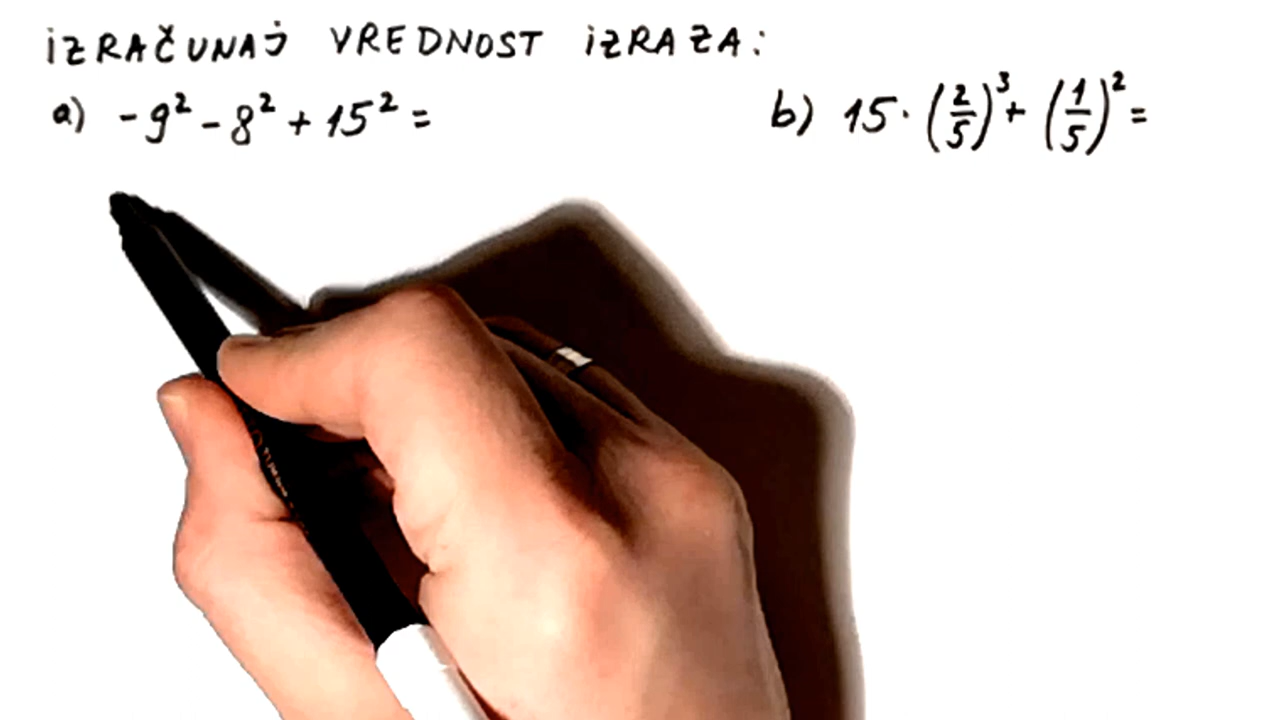 IZRAČUNAJ VREDNOST IZRAZA:
a) -9² - 8² + 15² =
b) 15 · (2/5)³ + (1/5)² =